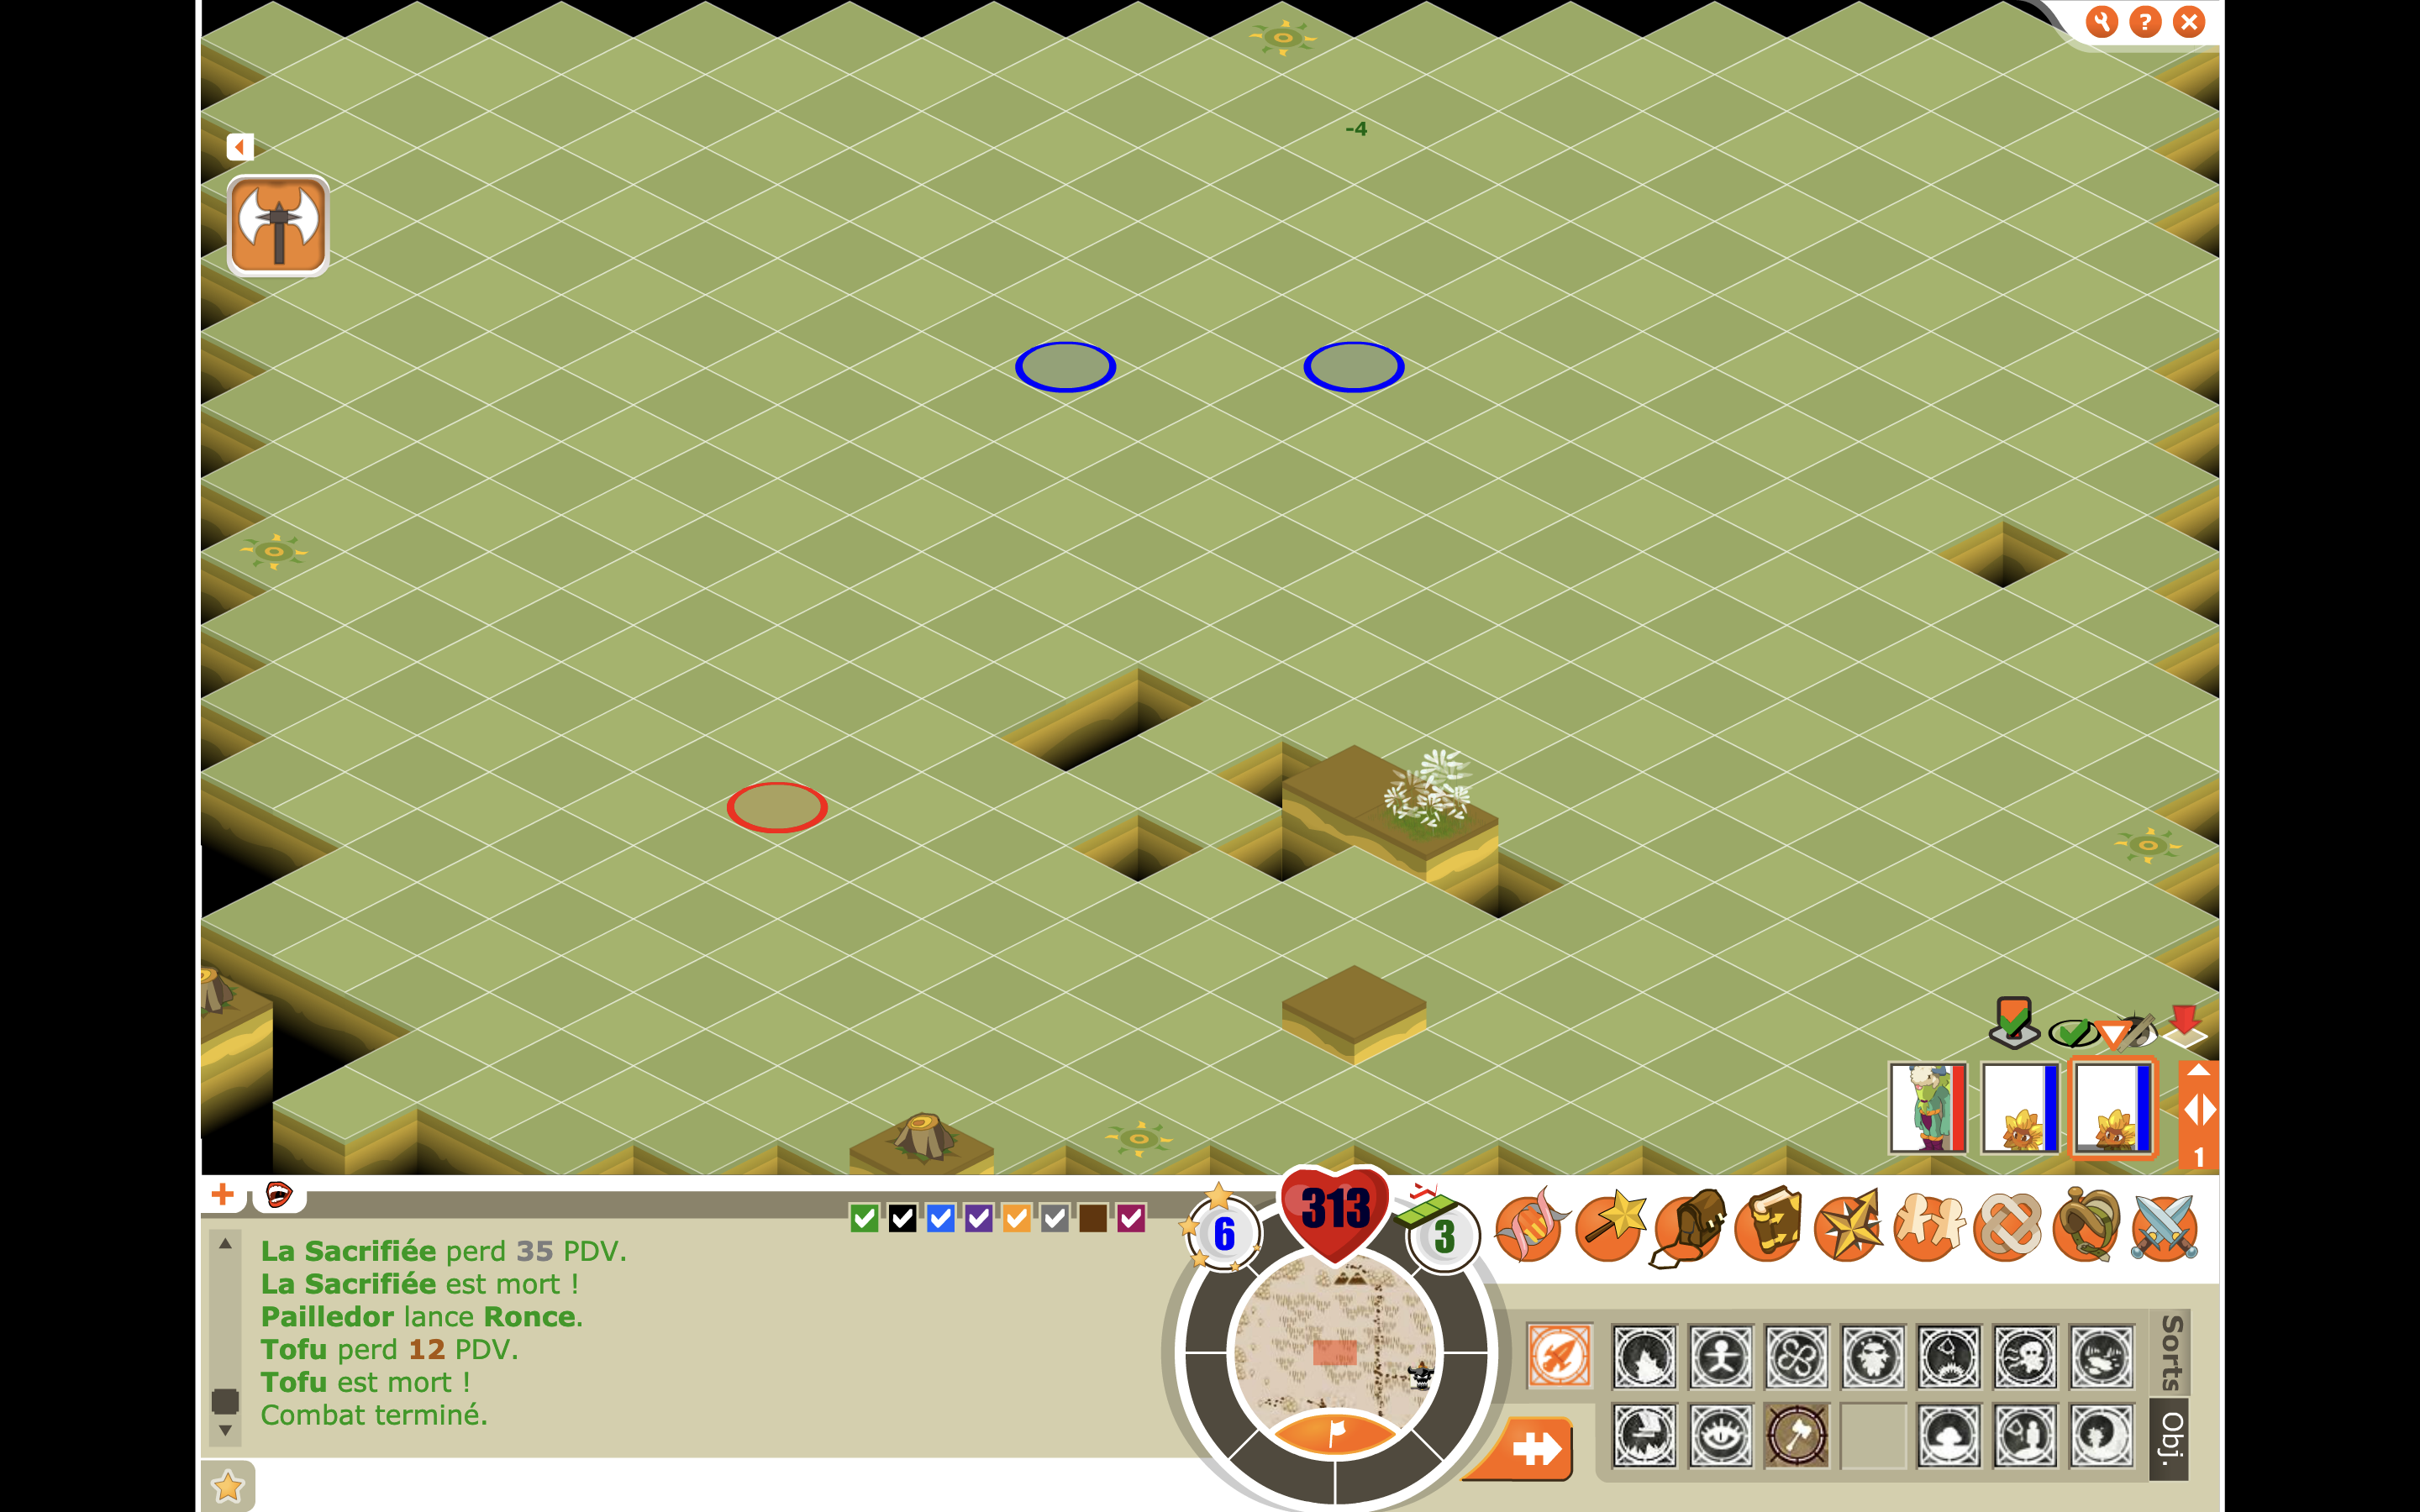 ?
-4
1
6
313
3
La Sacrifiée perd 35 PDV.
La Sacrifiée est mort !
Pailledor lance Ronce.
Tofu perd 12 PDV.
Tofu est mort !
Combat terminé.
Sorts
Obj.